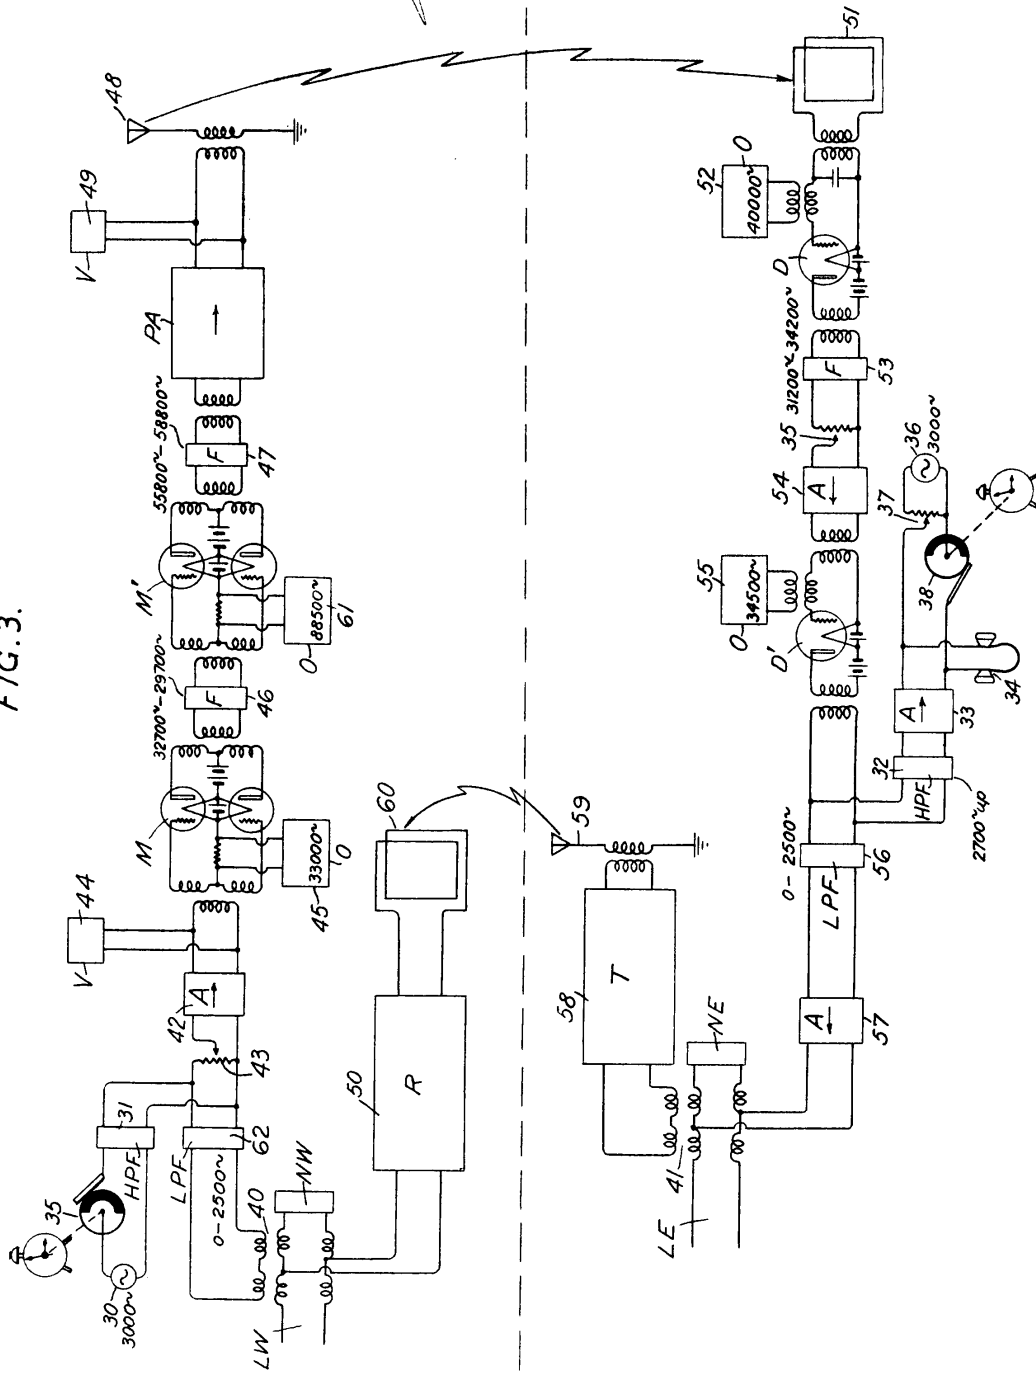 FIG. 3.
LW
NW
40
30
3000~
35
31
HPF
LPF
62
0-2500~
43
42
A
V
44
M
45
33000~
O
32700~-29700~
F
46
M'
O
88500~
61
55800~-58800~
F
47
PA
V
49
48
50
R
60
59
58
T
LE
41
NE
57
A
0-2500~
LPF
56
D'
O
34500~
55
54
A
35
31200~-34200~
F
53
D
52
40000~
O
51
32
HPF
2700~up
A
33
34
38
37
36
3000~